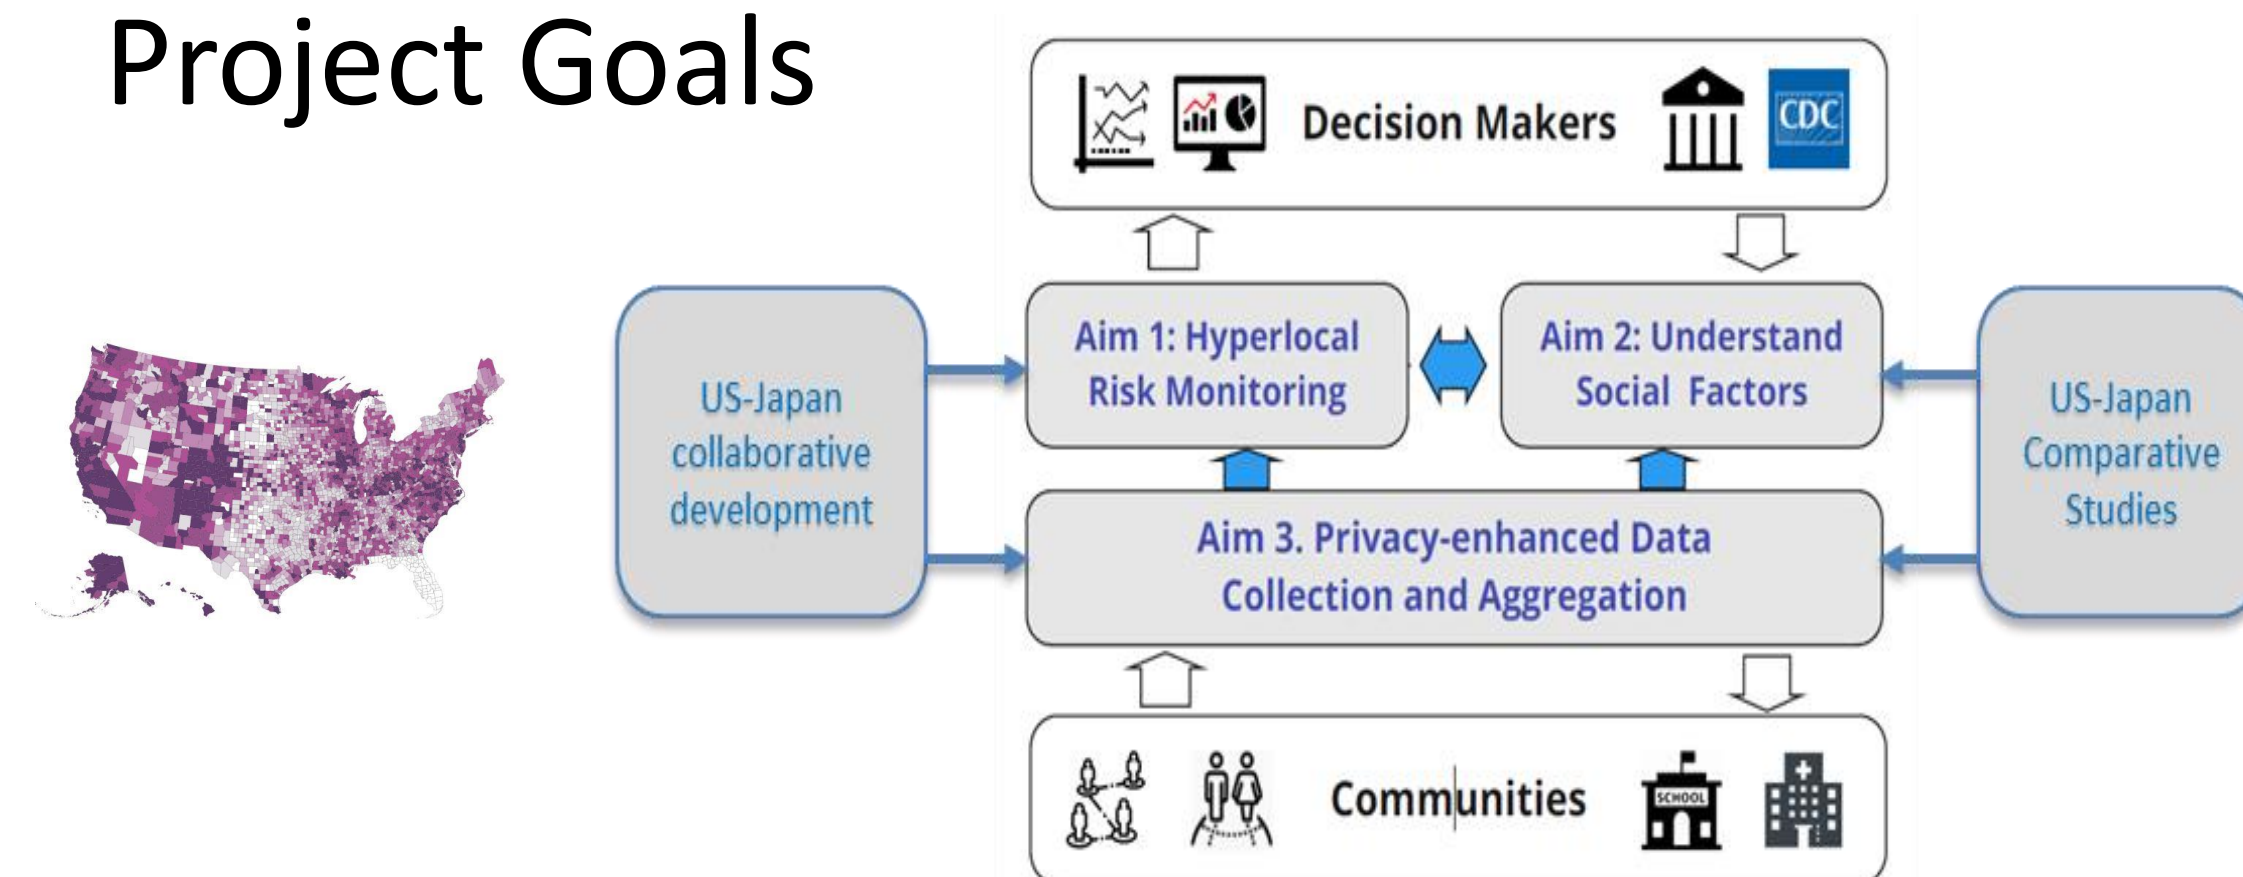 Project Goals
Decision Makers
CDC
US-Japan
collaborative
development
Aim 1: Hyperlocal
Risk Monitoring
Aim 2: Understand
Social Factors
Aim 3. Privacy-enhanced Data
Collection and Aggregation
US-Japan
Comparative
Studies
Communities
SCHOOL